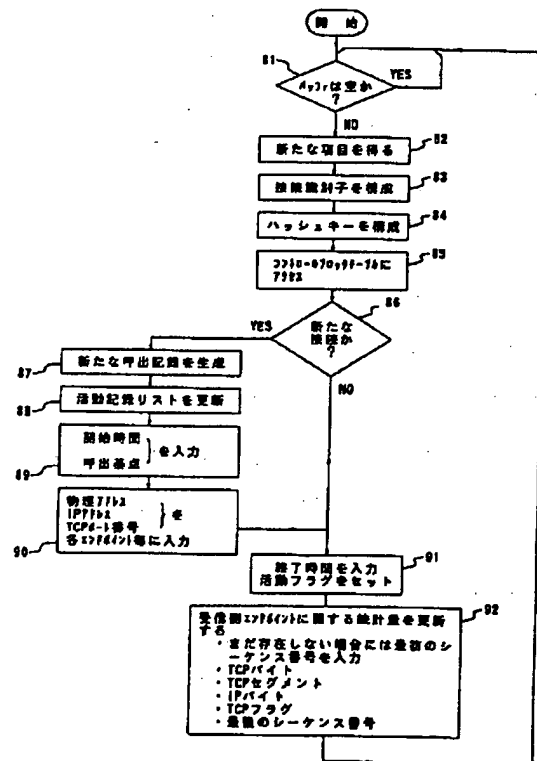 開始
81
バッファは空か
?
YES
NO
82
新たな項目を得る
83
接続識別子を構成
84
ハッシュキーを構成
85
コントロールブロックテーブルに
アクセス
86
新たな
接続か
?
YES
NO
87
新たな呼出記録を生成
88
活動記録リストを更新
89
開始時間
呼出基点
}を入力
90
物理アドレス
IPアドレス
TCPポート番号
}を
各エンドポイント毎に入力
91
終了時間を入力
活動フラグをセット
92
受信側エンドポイントに関する統計量を更新
する
・まだ存在しない場合には最初のシ
ーケンス番号を入力
・TCPバイト
・TCPセグメント
・IPバイト
・TCPフラグ
・最後のシーケンス番号